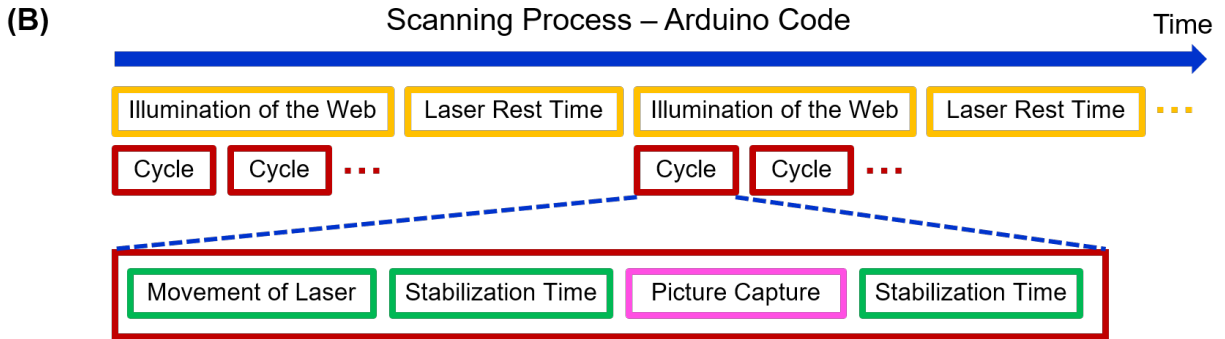 (B)
Scanning Process – Arduino Code
Time
Illumination of the Web Laser Rest Time Illumination of the Web Laser Rest Time ...
Cycle Cycle ... Cycle Cycle ...
Movement of Laser Stabilization Time Picture Capture Stabilization Time